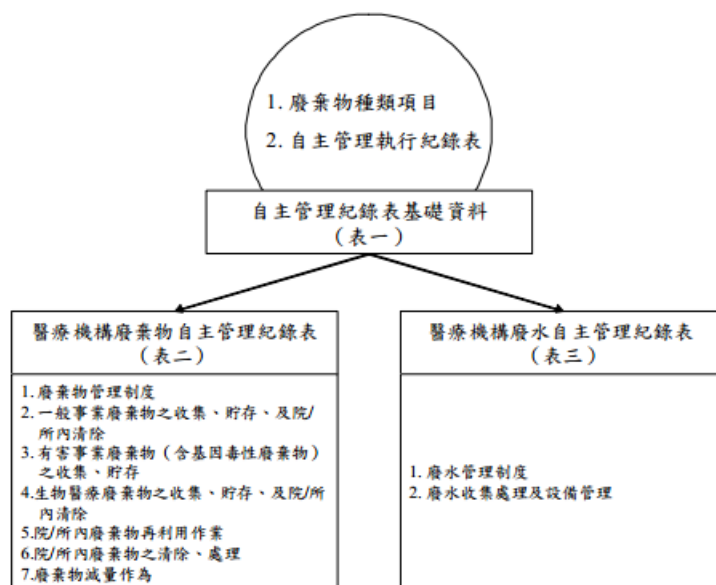 1. 廢棄物種類項目
2. 自主管理執行紀錄表
自主管理紀錄表基礎資料
（表一）
醫療機構廢棄物自主管理紀錄表
（表二）
1. 廢棄物管理制度
2. 一般事業廢棄物之收集、貯存、及院/
所內清除
3. 有害事業廢棄物（含基因毒性廢棄物）
之收集、貯存
4.生物醫療廢棄物之收集、貯存、及院/所
內清除
5.院/所內廢棄物再利用作業
6.院/所內廢棄物之清除、處理
7.廢棄物減量作為
醫療機構廢水自主管理紀錄表
（表三）
1. 廢水管理制度
2. 廢水收集處理及設備管理